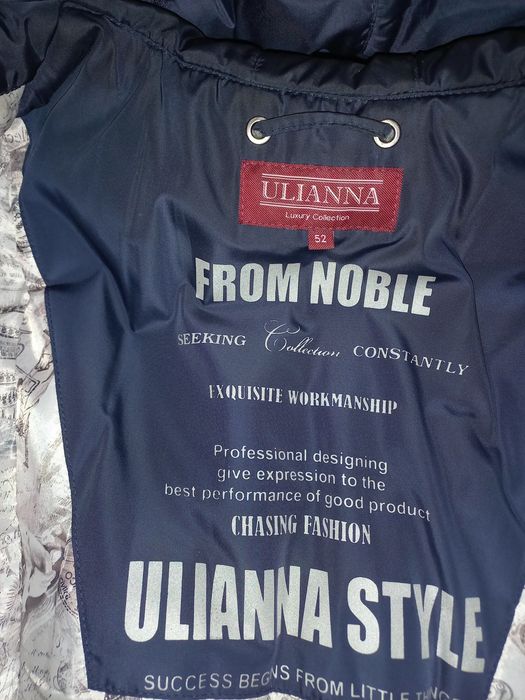 ULIANNA
Luxury Collection
52
FROM NOBLE
SEEKING Collection CONSTANTLY
EXQUISITE WORKMANSHIP
Professional designing
give expression to the
best performance of good product
CHASING FASHION
ULIANNA STYLE
SUCCESS BEGINS FROM LITTLE THING